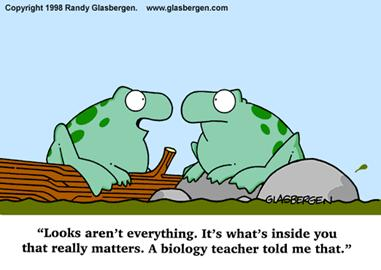 Copyright 1998 Randy Glasbergen. www.glasbergen.com
GLASBERGEN
“Looks aren’t everything. It’s what’s inside you
that really matters. A biology teacher told me that.”